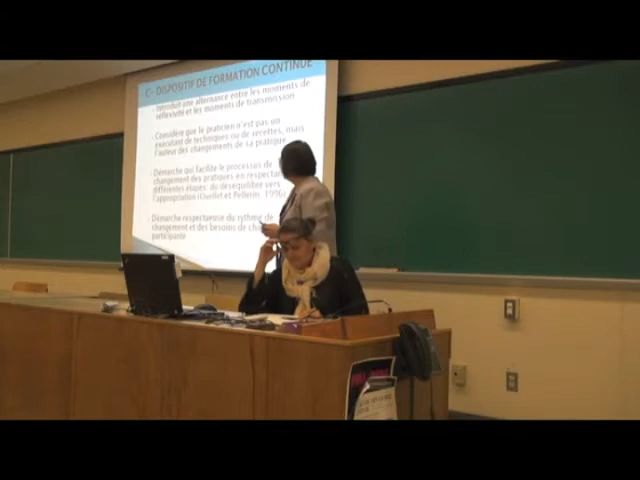 C- DISPOSITIF DE FORMATION CONTINUE
- Introduit une alternance entre les moments de
réflexivité et les moments de transmission
- Considère que le praticien n'est pas un
exécutant de techniques ou de recettes, mais
l'auteur des changements de sa pratique
- Démarche qui facilite le processus de
changement des pratiques en respectant
différentes étapes: du déséquilibre vers
l'appropriation (Ouellet et Pellerin, 1996)
- Démarche respectueuse du rythme de
changement et des besoins de
participante